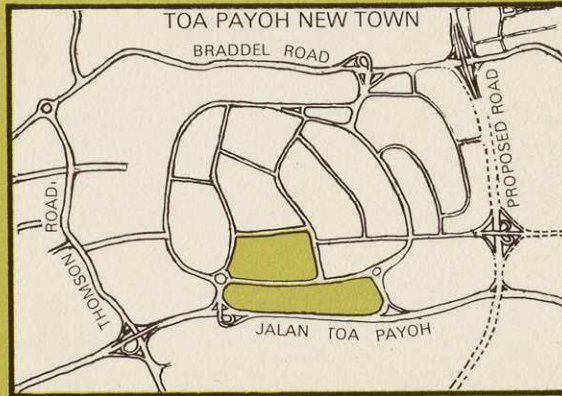 TOA PAYOH NEW TOWN
BRADDEL ROAD
PROPOSED ROAD
THOMSON ROAD
JALAN TOA PAYOH